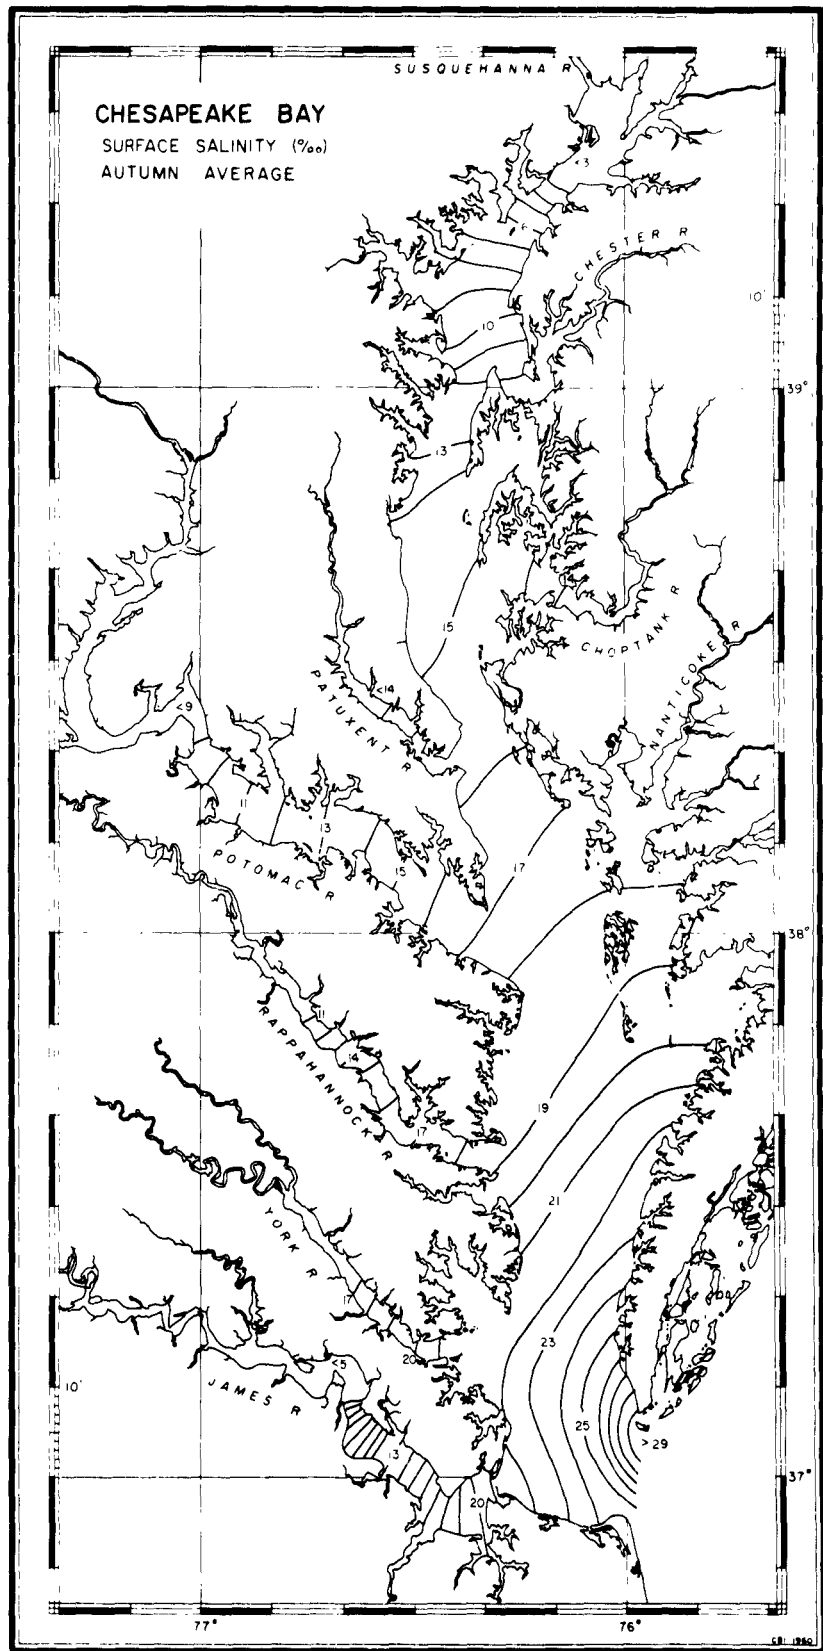 SUSQUEHANNA R
CHESAPEAKE BAY
SURFACE SALINITY (‰)
AUTUMN AVERAGE
<3
6
CHESTER R
10'
10
39°
13
15
CHOPTANK R
NANTICOKE R
PATUXENT R
<14
<9
11
13
15
POTOMAC R
17
38°
11
14
RAPPAHANNOCK R
17
19
21
YORK R
17
20
23
<5
JAMES R
10'
25
>29
13
20
37°
77°
76°
CBI 1960